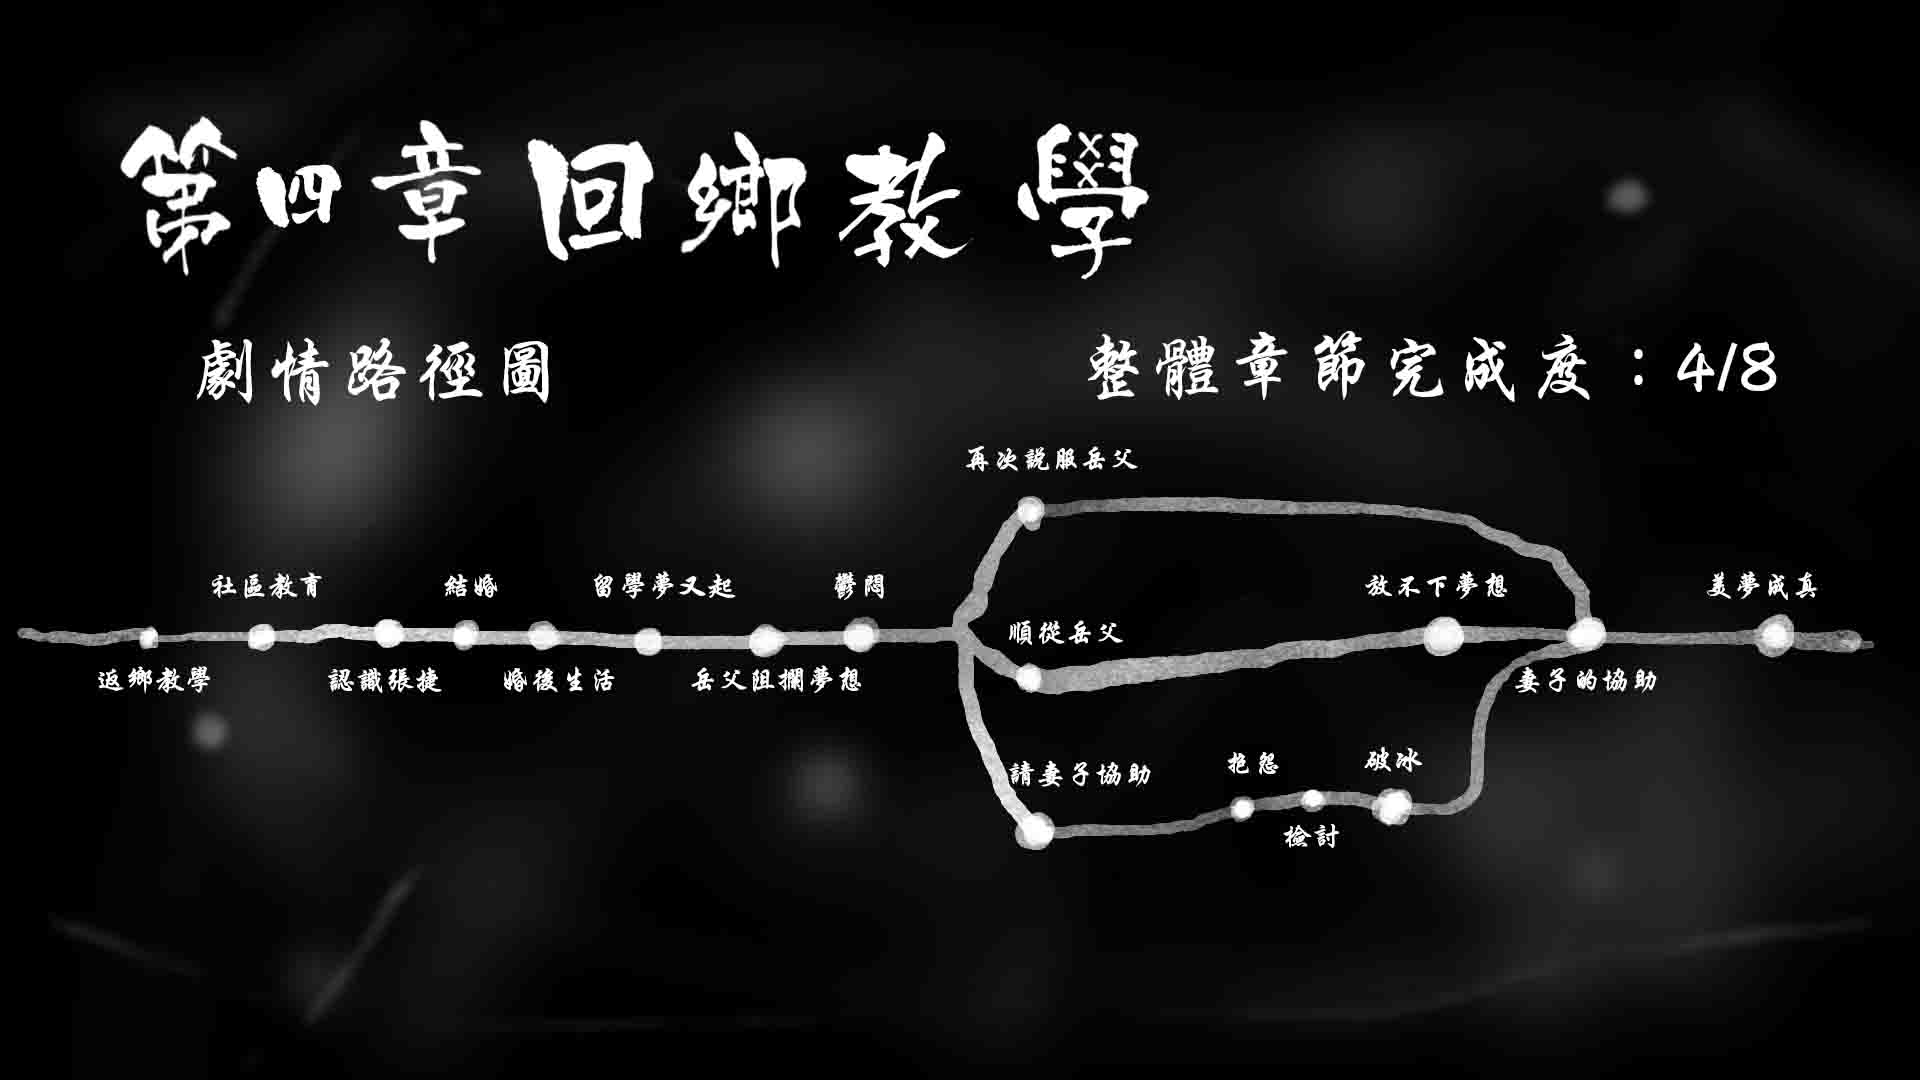 第四章回鄉教學
劇情路徑圖
整體章節完成度：4/8
再次說服岳父
社區教育
結婚
留學夢又起
鬱悶
放不下夢想
美夢成真
順從岳父
返鄉教學
認識張捷
婚後生活
岳父阻攔夢想
妻子的協助
請妻子協助
抱怨
破冰
檢討